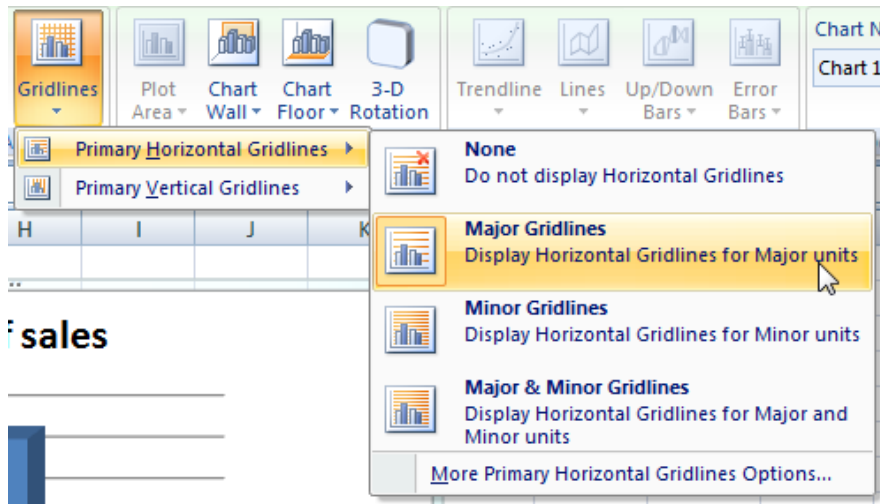 Chart N
Gridlines
Plot
Area
Chart
Wall
Chart
Floor
3-D
Rotation
Trendline
Lines
Up/Down
Bars
Error
Bars
Chart 1
Primary Horizontal Gridlines
Primary Vertical Gridlines
None
Do not display Horizontal Gridlines
Major Gridlines
Display Horizontal Gridlines for Major units
Minor Gridlines
Display Horizontal Gridlines for Minor units
Major & Minor Gridlines
Display Horizontal Gridlines for Major and
Minor units
More Primary Horizontal Gridlines Options...
H I J K
sales